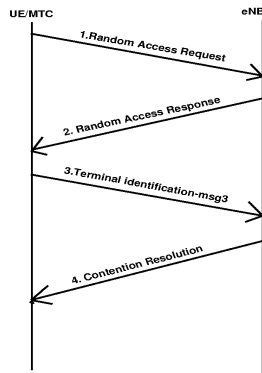 UE/MTC
eNB
1.Random Access Request
2. Random Access Response
3.Terminal identification-msg3
4. Contention Resolution